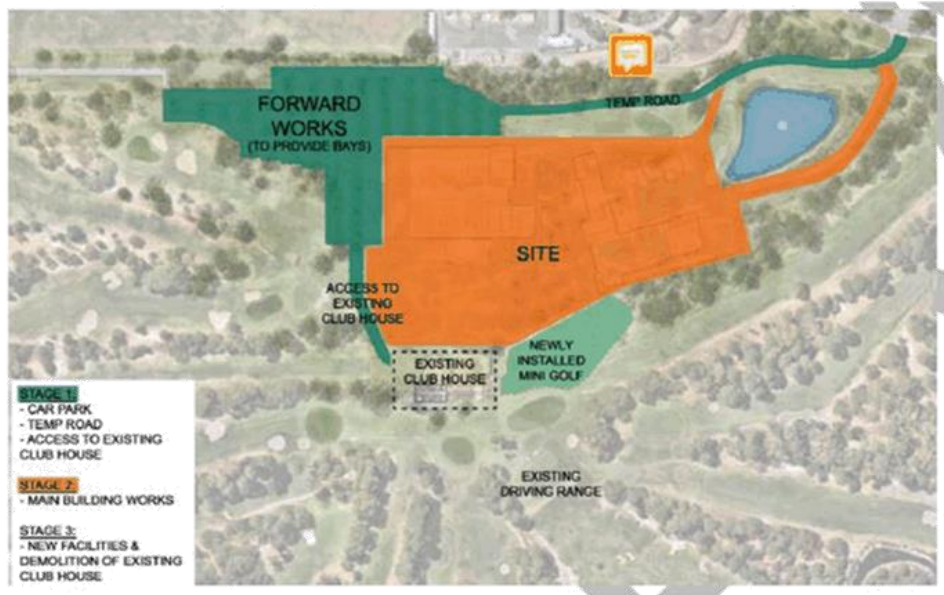 FORWARD
WORKS
(TO PROVIDE BAYS)
TEMP ROAD
SITE
ACCESS TO
EXISTING
CLUB HOUSE
EXISTING
CLUB HOUSE
NEWLY
INSTALLED
MINI GOLF
EXISTING
DRIVING RANGE
STAGE 1:
- CAR PARK
- TEMP ROAD
- ACCESS TO EXISTING
CLUB HOUSE
STAGE 2:
- MAIN BUILDING WORKS
STAGE 3:
- NEW FACILITIES &
DEMOLITION OF EXISTING
CLUB HOUSE